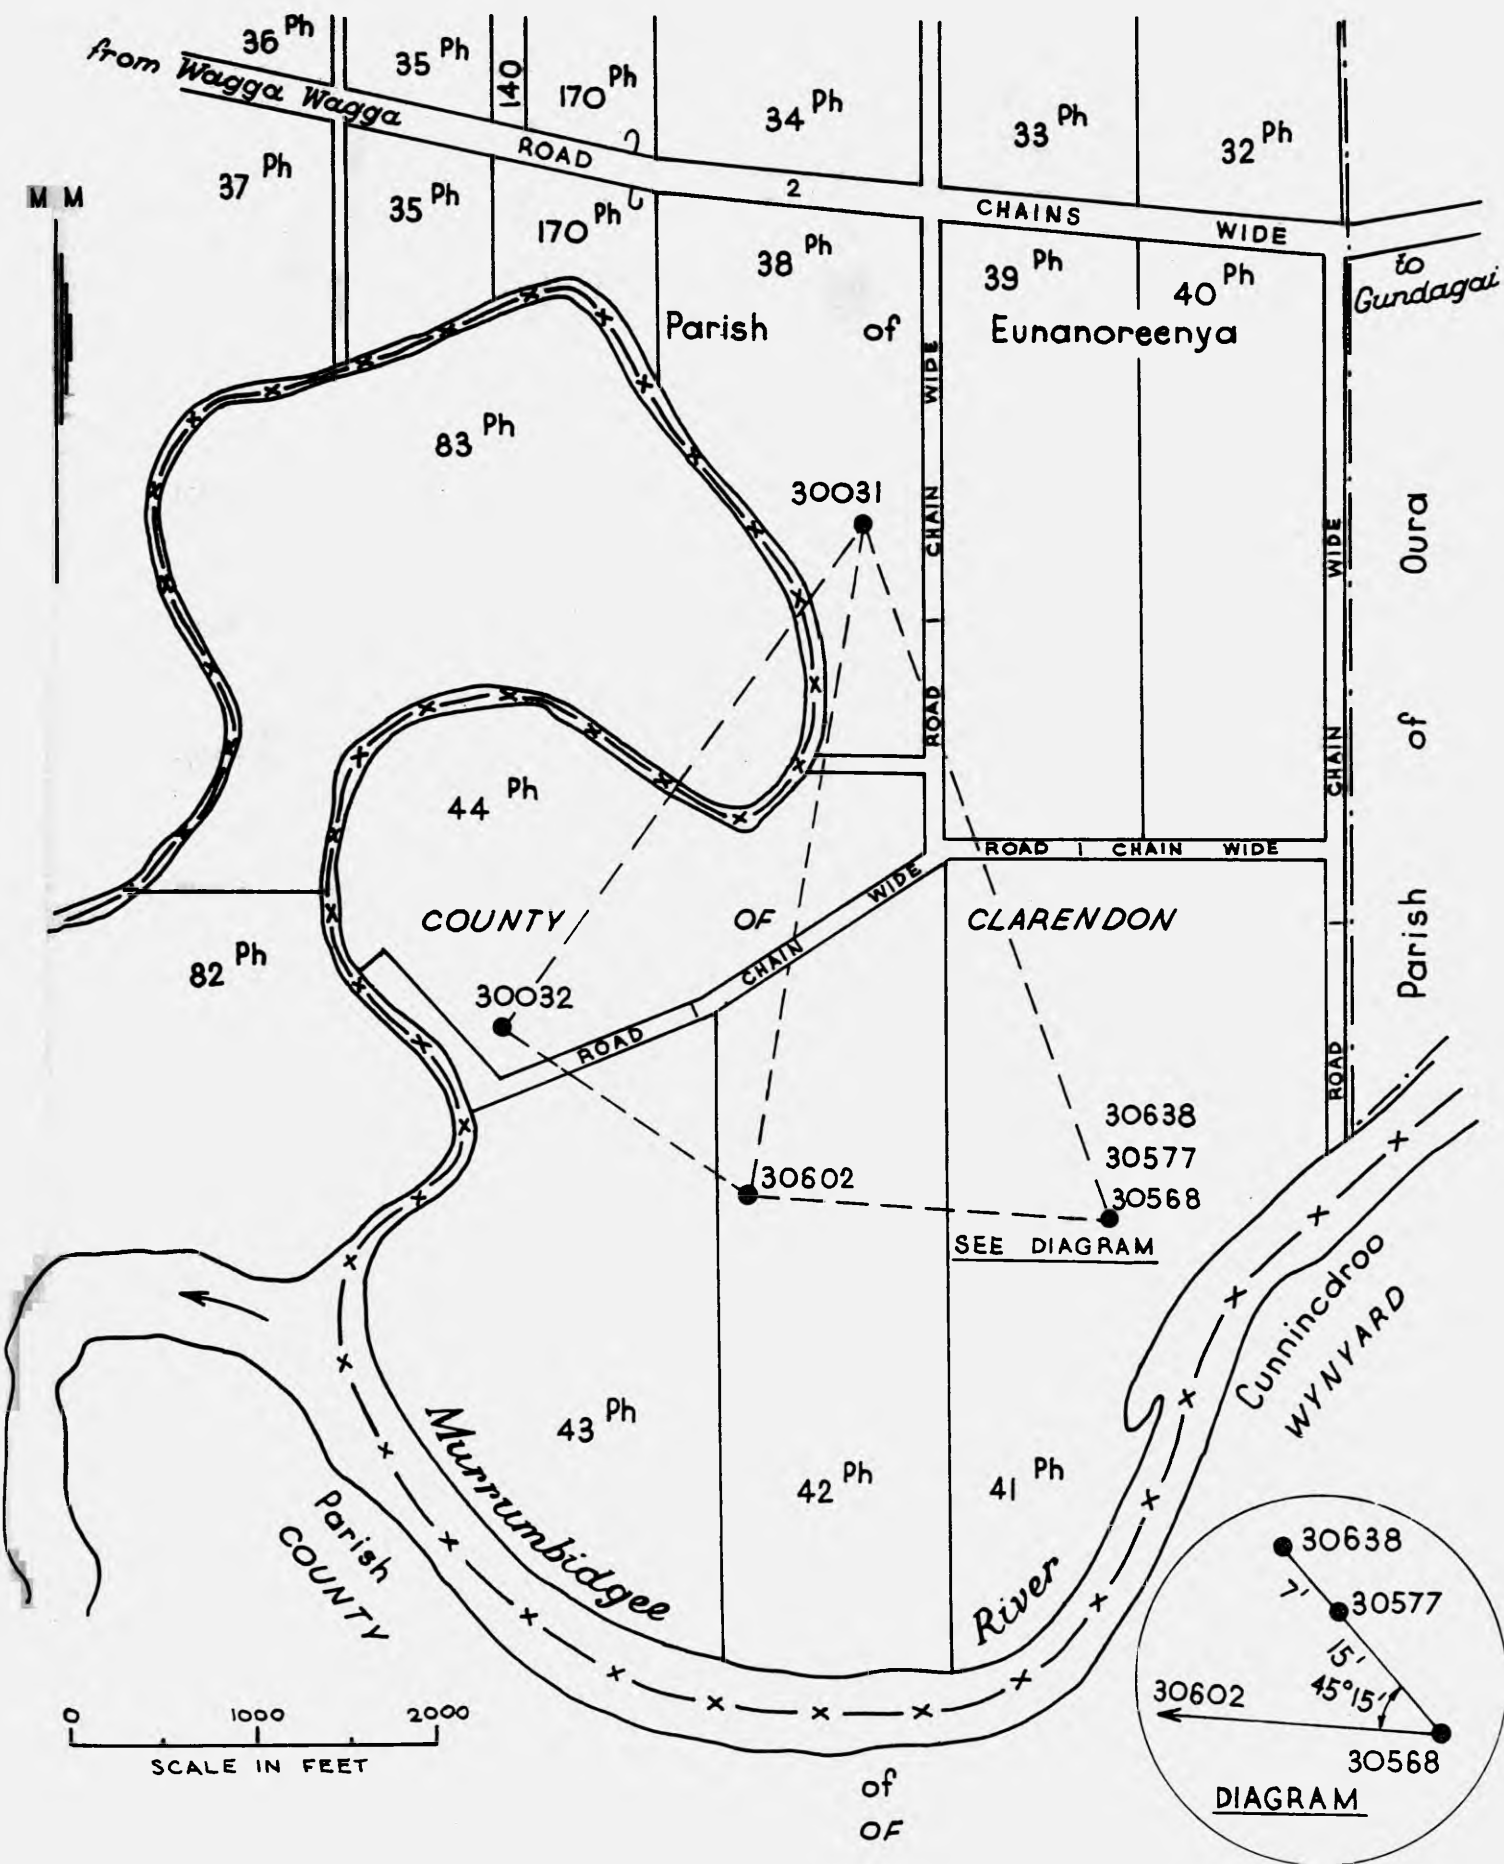 36 Ph
35 Ph
140
170 Ph
34 Ph
33 Ph
32 Ph
from Wagga Wagga
ROAD 2 CHAINS WIDE
to
Gundagai
M M
37 Ph
35 Ph
170 Ph
38 Ph
39 Ph
40 Ph
Parish of Eunanoreenya
83 Ph
30031
ROAD 1 CHAIN WIDE
ROAD 1 CHAIN WIDE
Parish of Oura
44 Ph
ROAD 1 CHAIN WIDE
COUNTY OF CLARENDON
82 Ph
30032
ROAD 1 CHAIN WIDE
30638
30577
30568
30602
SEE DIAGRAM
43 Ph
42 Ph
41 Ph
Murrumbidgee River
Parish of Cunnincdroo
COUNTY OF WYNYARD
30638
7'
30577
15'
45°15'
30602
30568
DIAGRAM
0 1000 2000
SCALE IN FEET